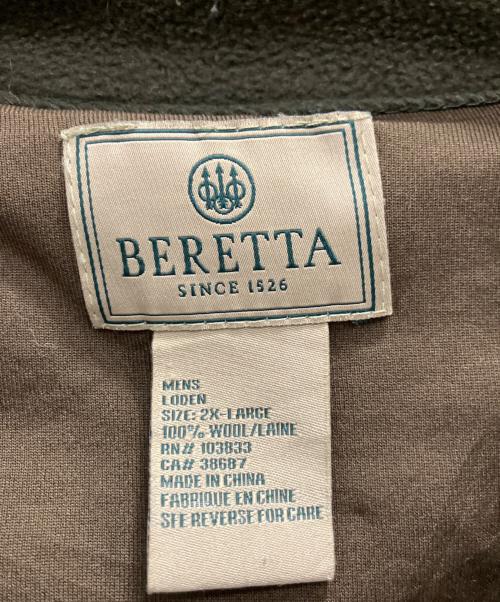 BERETTA
SINCE 1526
MENS
LODEN
SIZE: 2X-LARGE
100% WOOL/LAINE
RN# 103833
CA# 38687
MADE IN CHINA
FABRIQUE EN CHINE
SEE REVERSE FOR CARE